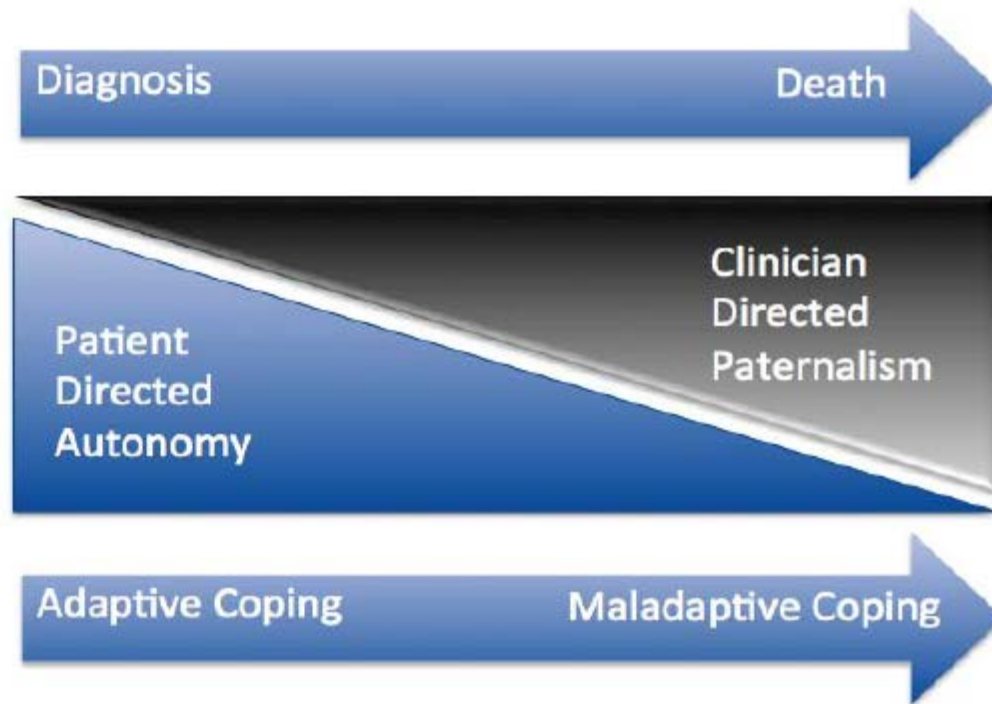 Diagnosis
Death
Clinician
Directed
Paternalism
Patient
Directed
Autonomy
Adaptive Coping
Maladaptive Coping